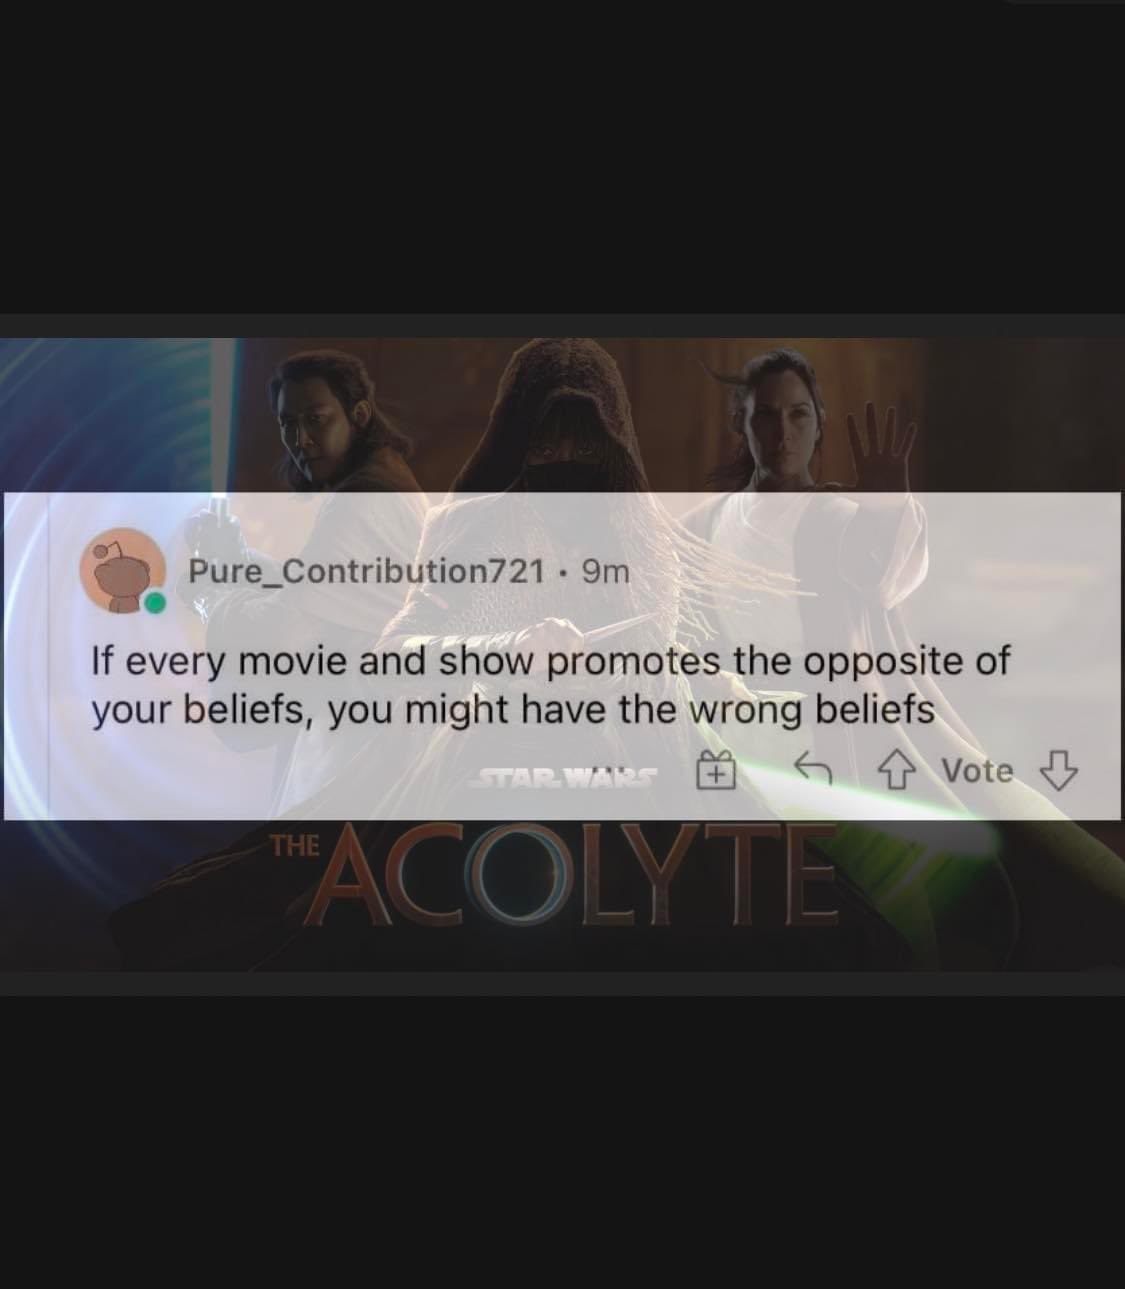 Pure_Contribution721 · 9m
If every movie and show promotes the opposite of
your beliefs, you might have the wrong beliefs
... Vote
STAR WARS
THE ACOLYTE